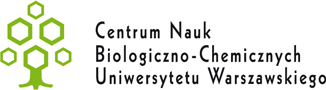 Centrum Nauk
Biologiczno-Chemicznych
Uniwersytetu Warszawskiego